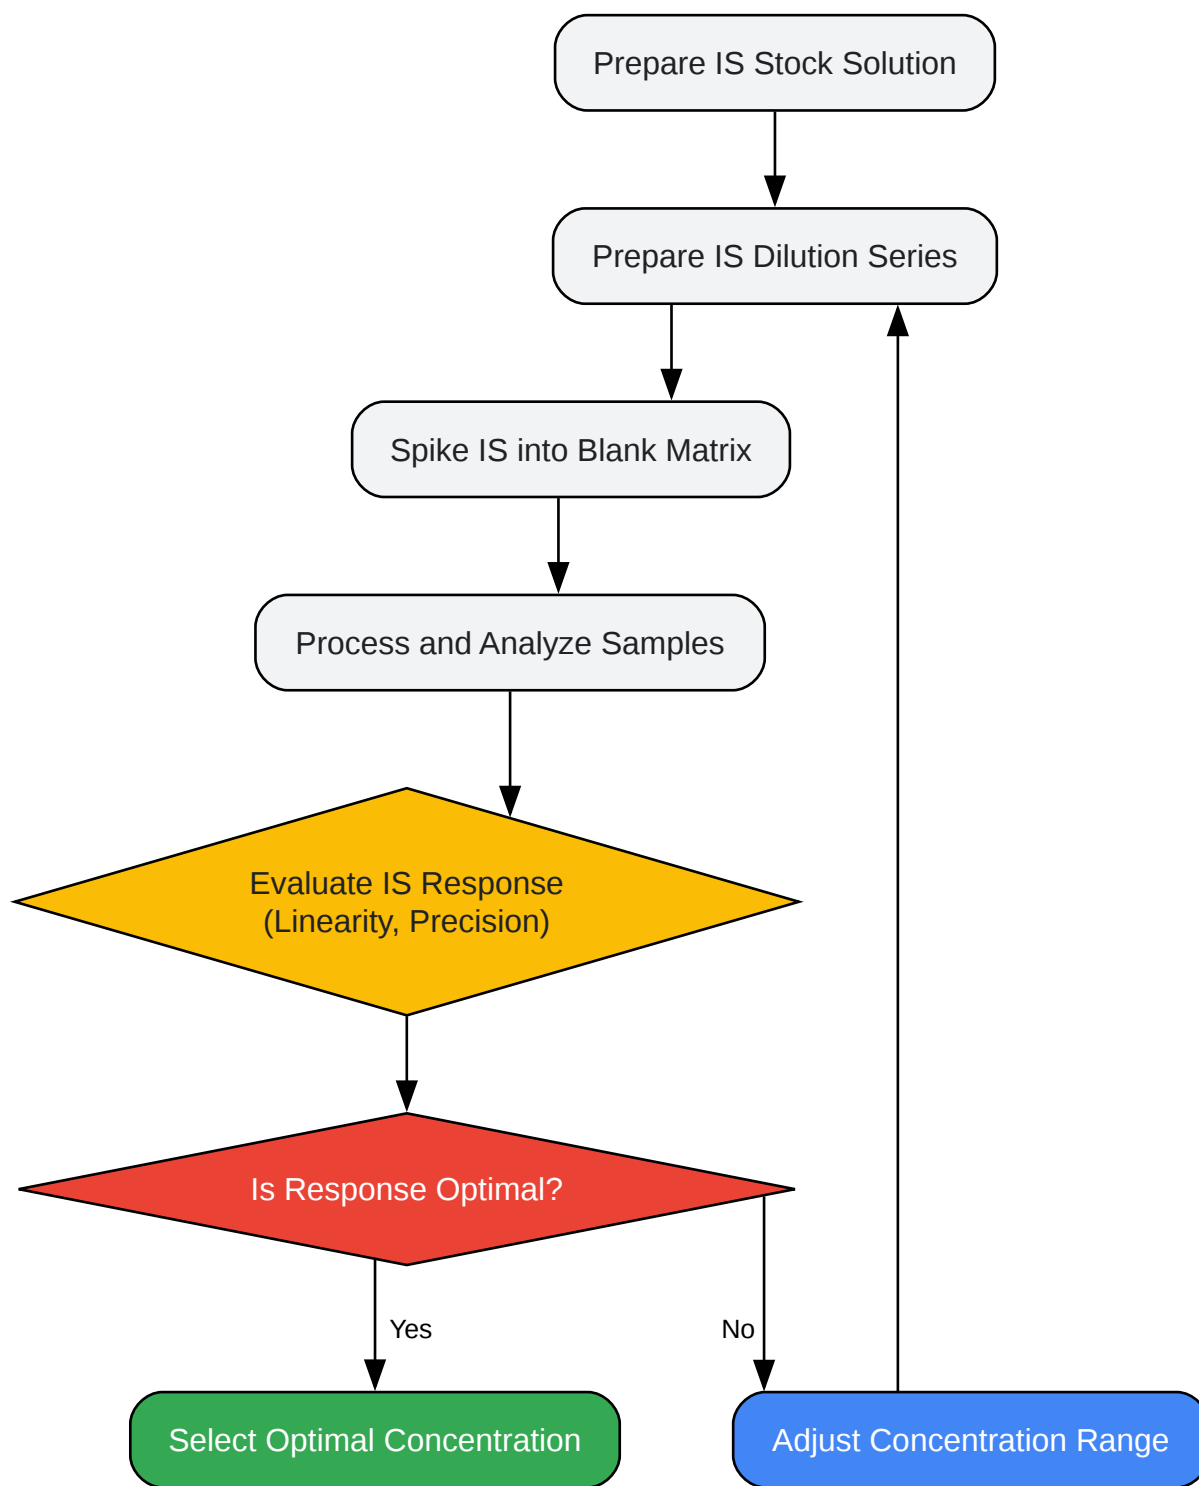 Prepare IS Stock Solution
Prepare IS Dilution Series
Spike IS into Blank Matrix
Process and Analyze Samples
Evaluate IS Response
(Linearity, Precision)
Is Response Optimal?
Yes
No
Select Optimal Concentration
Adjust Concentration Range